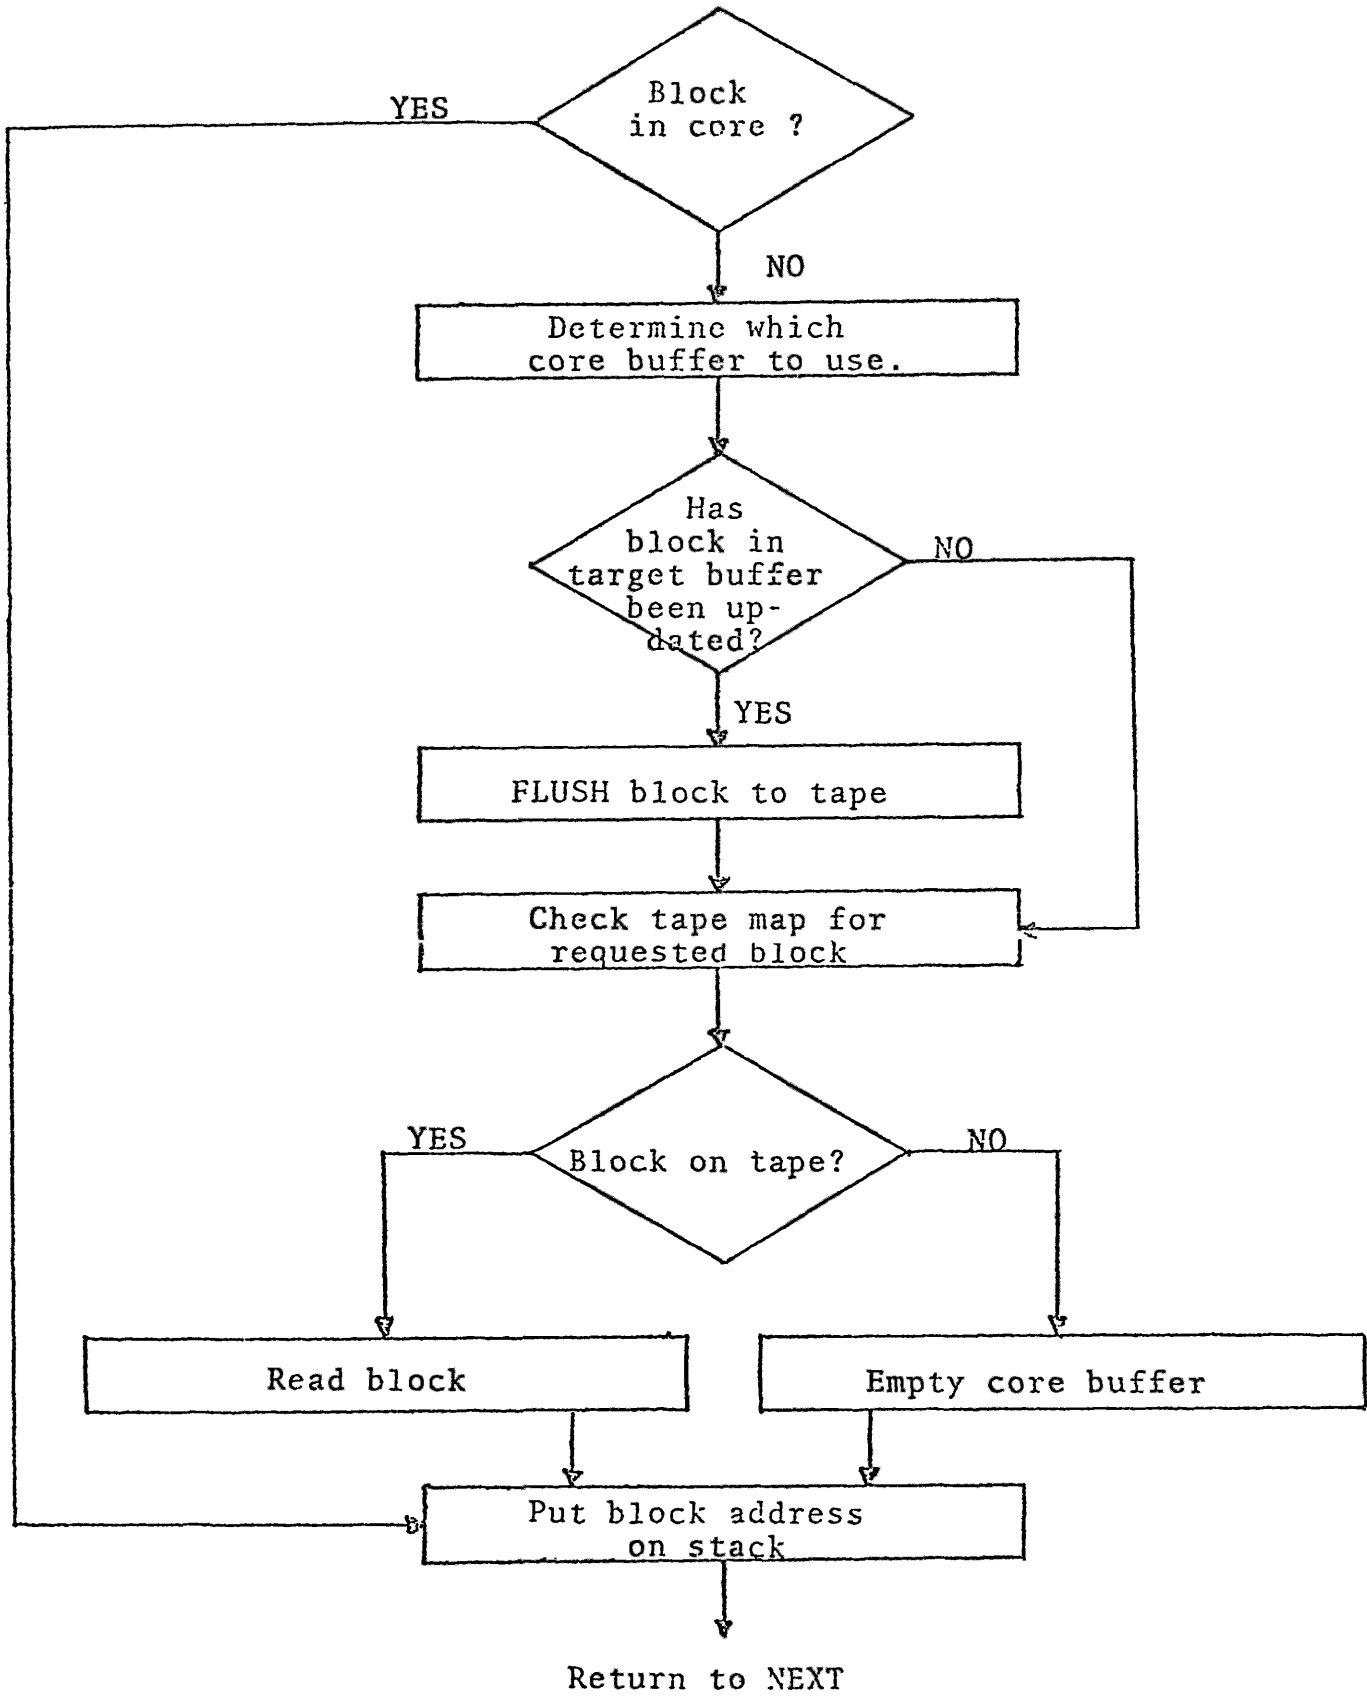 Block
in core ?
YES
NO
Determine which
core buffer to use.
Has
block in
target buffer
been up-
dated?
NO
YES
FLUSH block to tape
Check tape map for
requested block
YES
Block on tape?
NO
Read block
Empty core buffer
Put block address
on stack
Return to NEXT